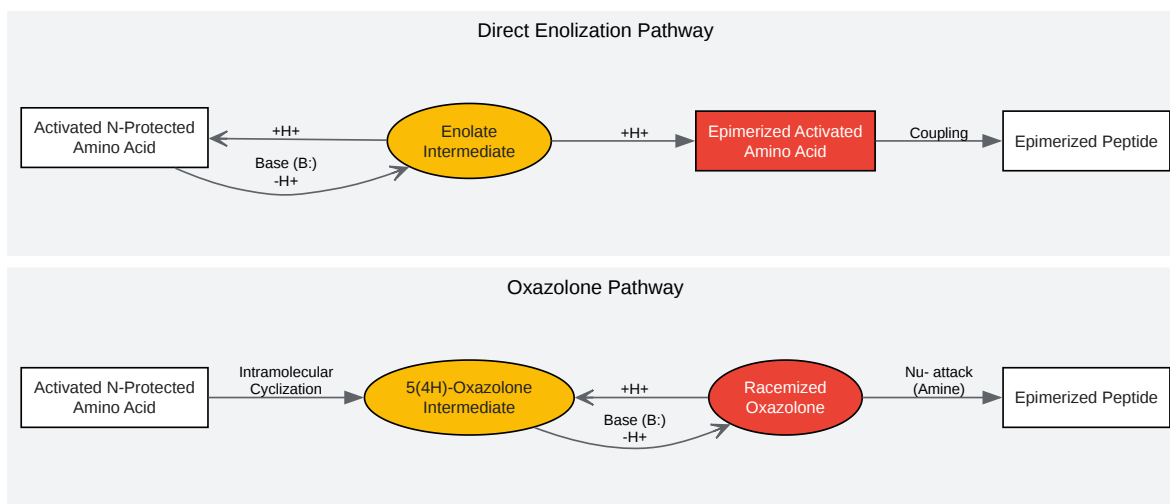 Direct Enolization Pathway
Activated N-Protected
Amino Acid
+H+
Base (B:)
-H+
Enolate
Intermediate
+H+
Epimerized Activated
Amino Acid
Coupling
Epimerized Peptide
Oxazolone Pathway
Activated N-Protected
Amino Acid
Intramolecular
Cyclization
5(4H)-Oxazolone
Intermediate
+H+
Base (B:)
-H+
Racemized
Oxazolone
Nu- attack
(Amine)
Epimerized Peptide